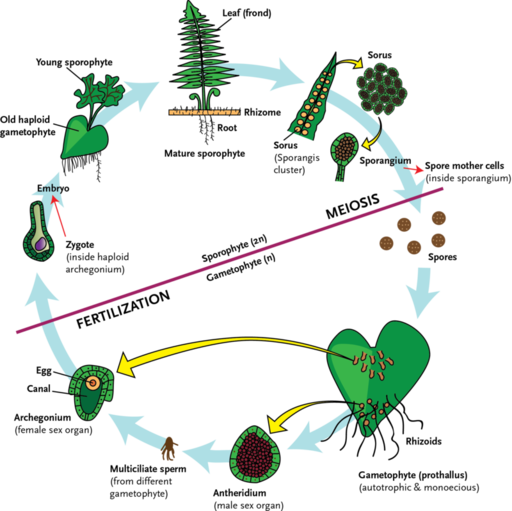 Leaf (frond)
Young sporophyte
Sorus
Old haploid
gametophyte
Rhizome
Root
Mature sporophyte
Sorus
(Sporangis
cluster)
Sporangium
Spore mother cells
(inside sporangium)
Embryo
Zygote
(inside haploid
archegonium)
MEIOSIS
Sporophyte (2n)
Gametophyte (n)
FERTILIZATION
Spores
Egg
Canal
Archegonium
(female sex organ)
Rhizoids
Multiciliate sperm
(from different
gametophyte)
Antheridium
(male sex organ)
Gametophyte (prothallus)
(autotrophic & monoecious)